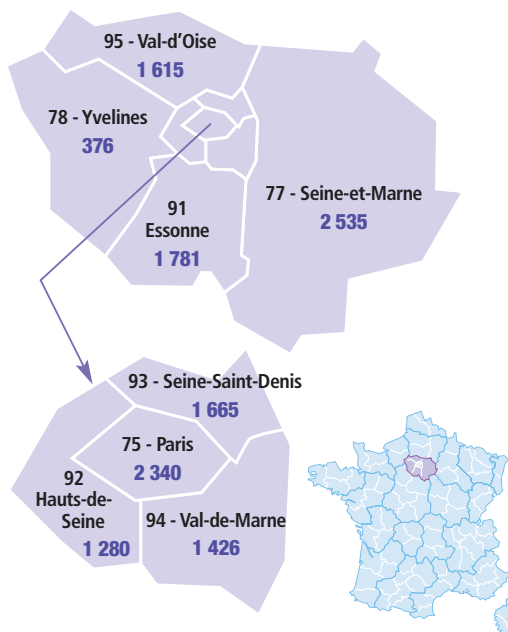 95 - Val-d'Oise
1 615
78 - Yvelines
376
77 - Seine-et-Marne
2 535
91
Essonne
1 781
93 - Seine-Saint-Denis
1 665
75 - Paris
2 340
92
Hauts-de-
Seine
1 280
94 - Val-de-Marne
1 426